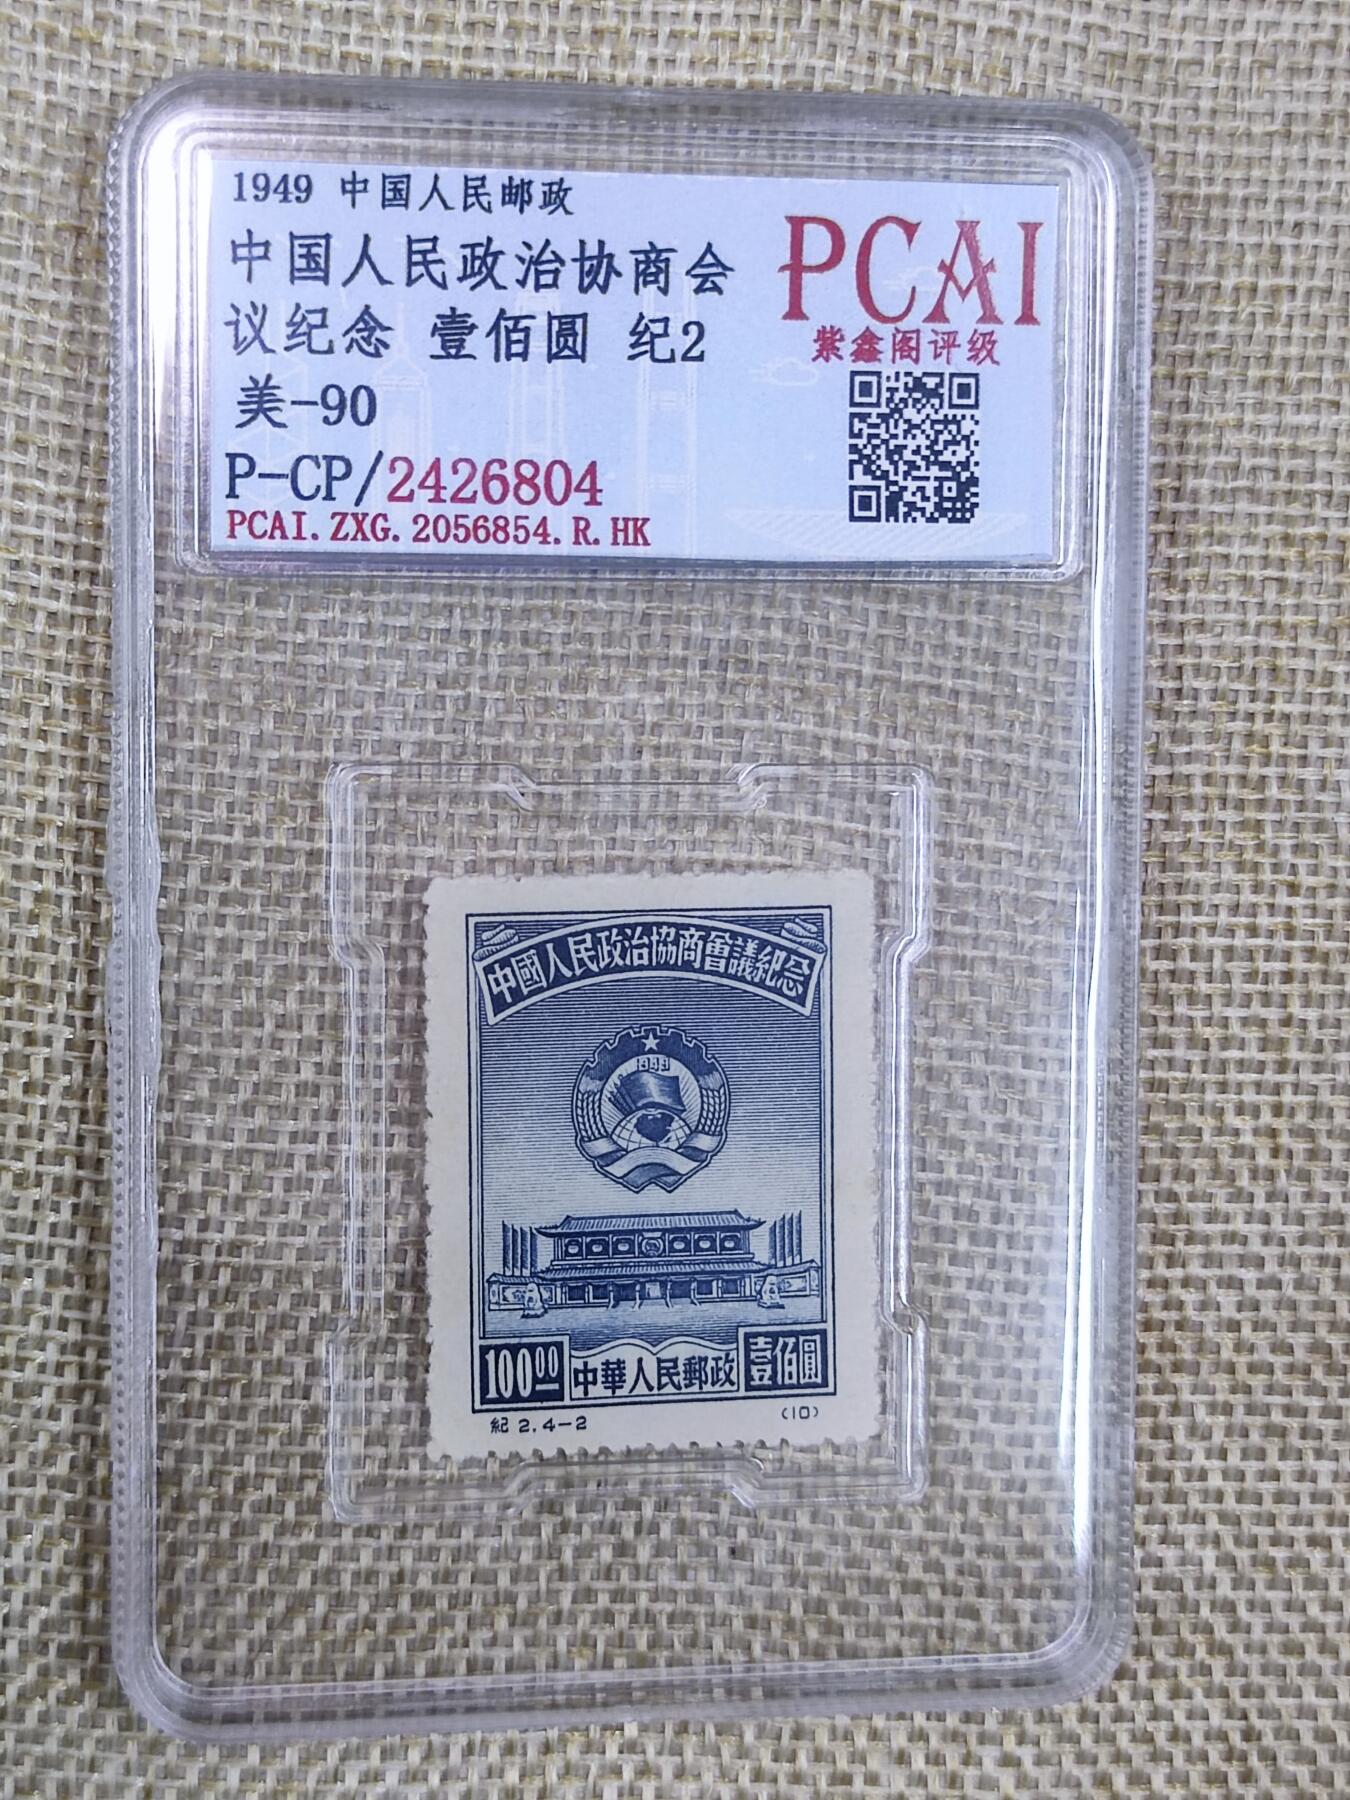 1949 中国人民邮政
中国人民政治协商会
议纪念 壹佰圆 纪2
美-90
P-CP/2426804
PCAI.ZXG.2056854.R.HK
PCAI
紫鑫阁评级
中國人民政治協商會議紀念
1949
10000 中華人民郵政 壹佰圓
紀 2.4-2 (10)